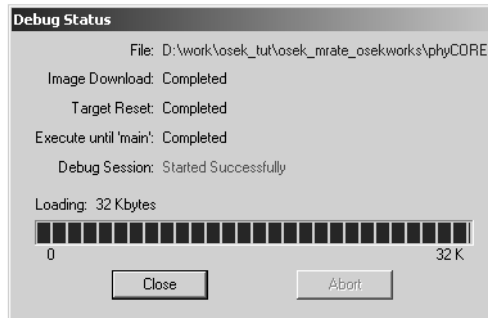 Debug Status
File: D:\work\osek_tut\osek_mrate_osekworks\phyCORE
Image Download: Completed
Target Reset: Completed
Execute until 'main': Completed
Debug Session: Started Successfully
Loading: 32 Kbytes
0 32 K
Close Abort